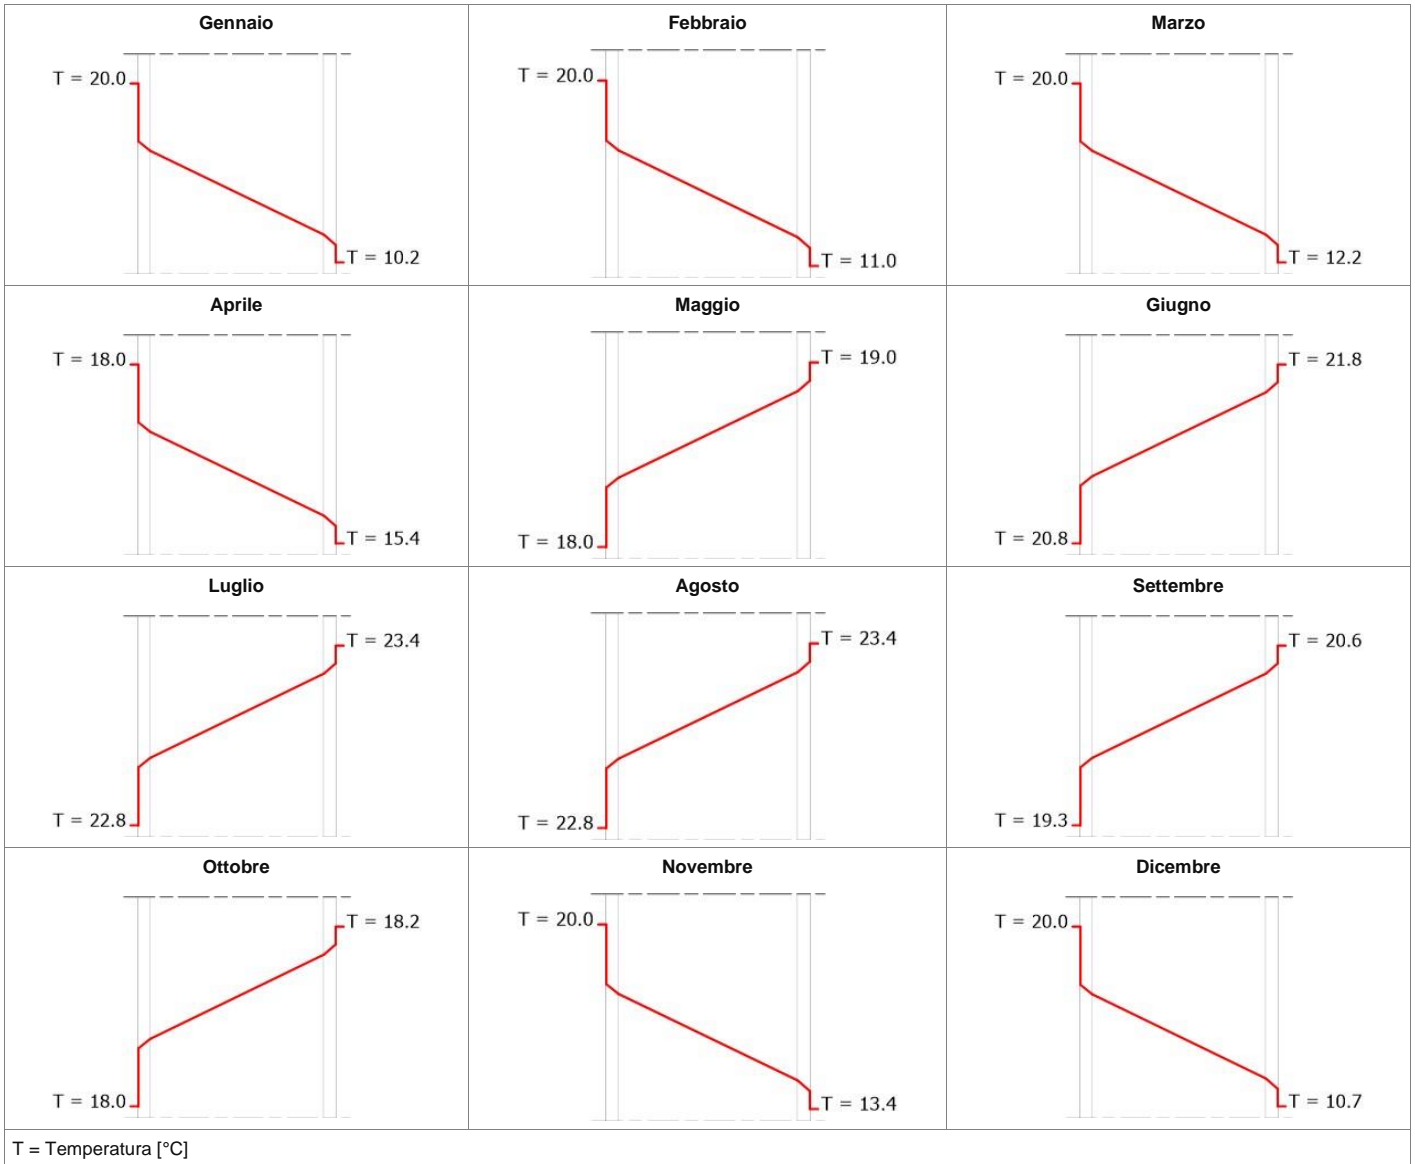 Gennaio
T = 20.0
T = 10.2
Febbraio
T = 20.0
T = 11.0
Marzo
T = 20.0
T = 12.2
Aprile
T = 18.0
T = 15.4
Maggio
T = 19.0
T = 18.0
Giugno
T = 21.8
T = 20.8
Luglio
T = 23.4
T = 22.8
Agosto
T = 23.4
T = 22.8
Settembre
T = 20.6
T = 19.3
Ottobre
T = 18.2
T = 18.0
Novembre
T = 20.0
T = 13.4
Dicembre
T = 20.0
T = 10.7
T = Temperatura [°C]